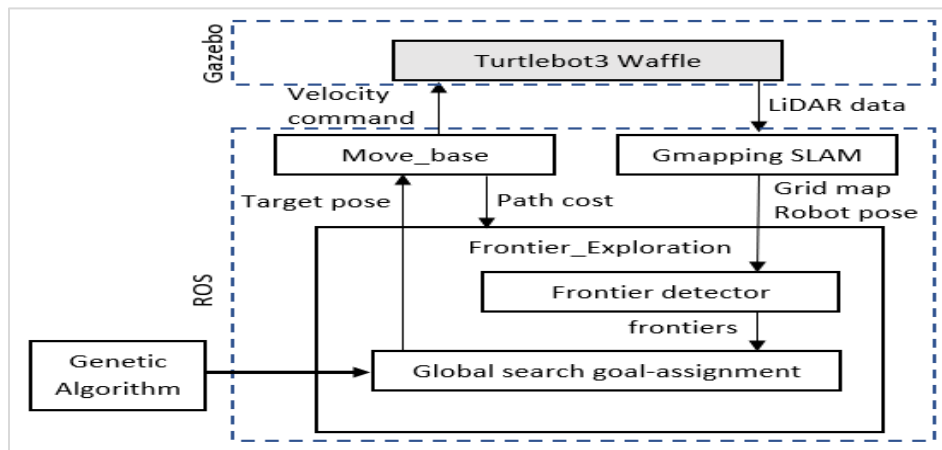 Gazebo
Turtlebot3 Waffle
Velocity
command
LiDAR data
ROS
Move_base
Gmapping SLAM
Target pose
Path cost
Grid map
Robot pose
Frontier_Exploration
Frontier detector
frontiers
Genetic
Algorithm
Global search goal-assignment